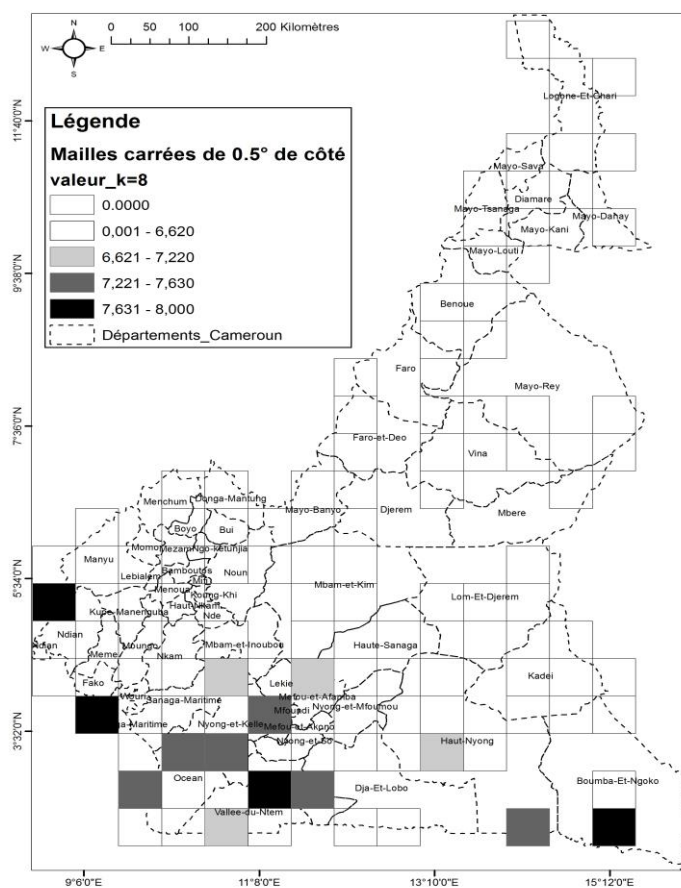 N
W E
S
0 50 100 200 Kilomètres
Légende
Mailles carrées de 0.5° de côté
valeur_k=8
0.0000
0,001 - 6,620
6,621 - 7,220
7,221 - 7,630
7,631 - 8,000
Départements_Cameroun
11°40'0"N
9°38'0"N
7°36'0"N
5°34'0"N
3°32'0"N
Logone-Et-Chari
Mayo-Sava
Diamare
Mayo-Tsanaga
Mayo-Danay
Mayo-Kani
Mayo-Louti
Benoue
Faro
Mayo-Rey
Faro-et-Deo
Vina
Menchum
Donga-Mantung
Mayo-Banyo
Djerem
Mbere
Boyo
Bui
Momo
Mezam
Ngo-Ketunjia
Manyu
Lebialem
Bamboutos
Noun
Mifi
Mbam-et-Kim
Lom-Et-Djerem
Menoua
Koung-Khi
Haut-Nkam
Kupe-Manenguba
Nde
Ndian
Ndian
Meme
Moungo
Nkam
Mbam-et-Inoubou
Haute-Sanaga
Fako
Lekie
Kadei
Wouri
Sanaga-Maritime
Mefou-et-Afamba
Mfoundi
Nyong-et-Mfoumou
ga-Maritime
Nyong-et-Kelle
Mefou-et-Akono
Nyong-et-So
Haut-Nyong
Ocean
Dja-Et-Lobo
Boumba-Et-Ngoko
Vallee-du-Ntem
9°6'0"E 11°8'0"E 13°10'0"E 15°12'0"E